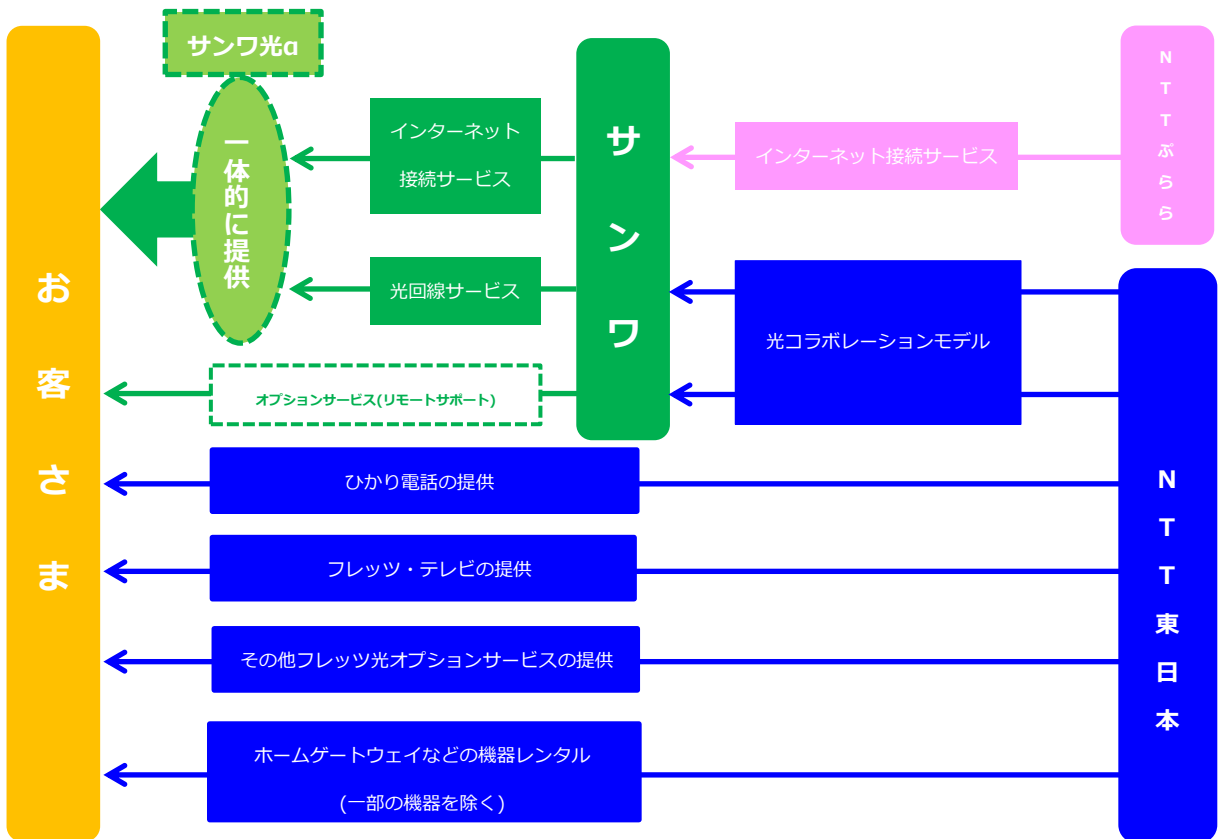 サンワ光α
一体的に提供
インターネット
接続サービス
光回線サービス
オプションサービス(リモートサポート)
サンワ
インターネット接続サービス
NTTぷらら
光コラボレーションモデル
お客さま
ひかり電話の提供
フレッツ・テレビの提供
その他フレッツ光オプションサービスの提供
ホームゲートウェイなどの機器レンタル
(一部の機器を除く)
NTT東日本